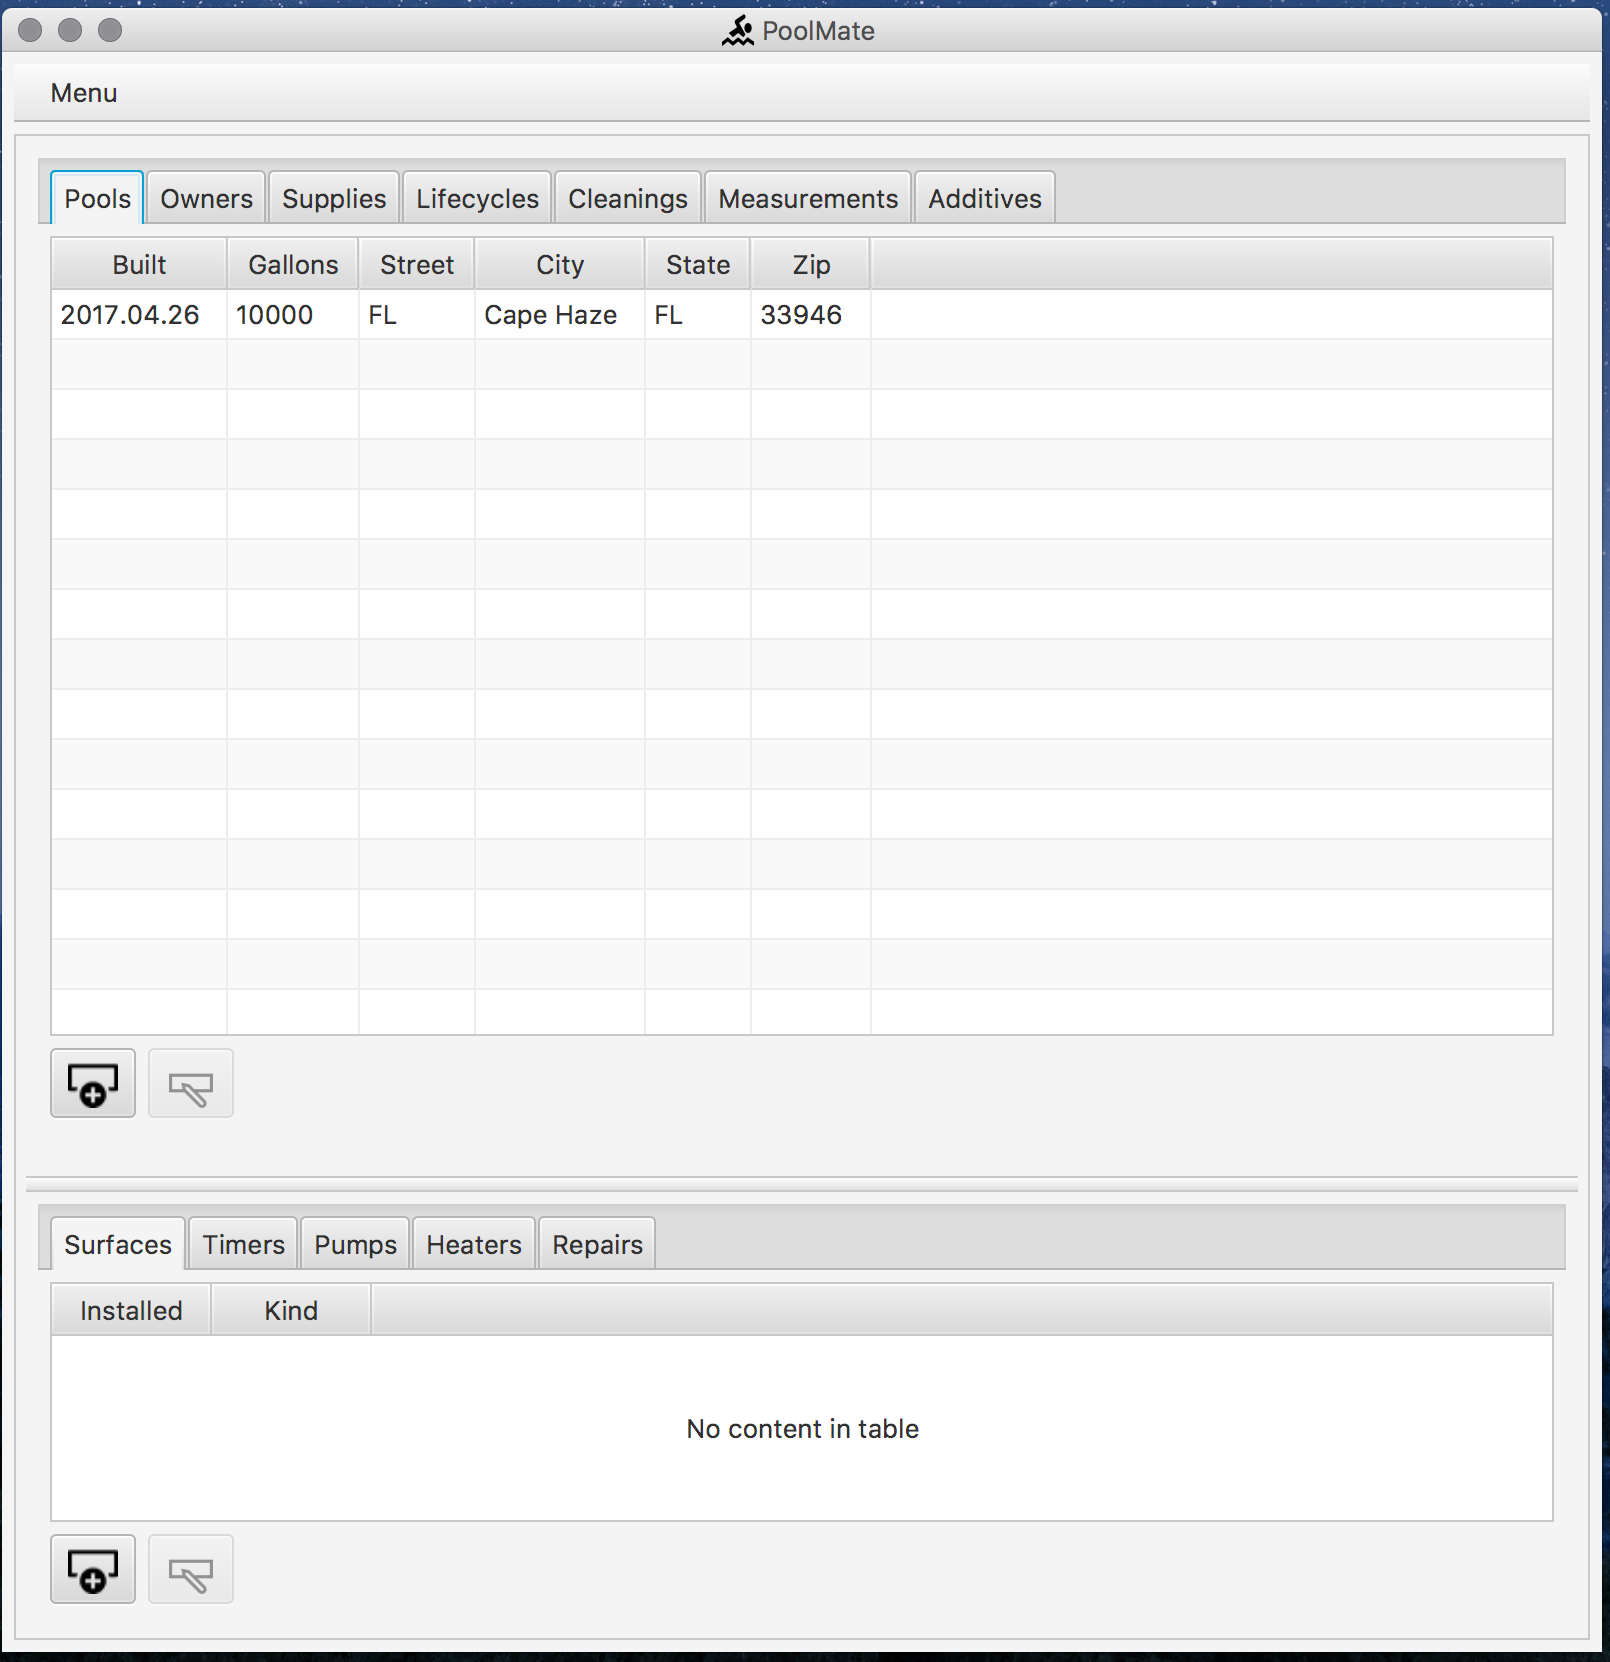 PoolMate
Menu
Pools Owners Supplies Lifecycles Cleanings Measurements Additives
Built Gallons Street City State Zip
2017.04.26 10000 FL Cape Haze FL 33946
Surfaces Timers Pumps Heaters Repairs
Installed Kind
No content in table